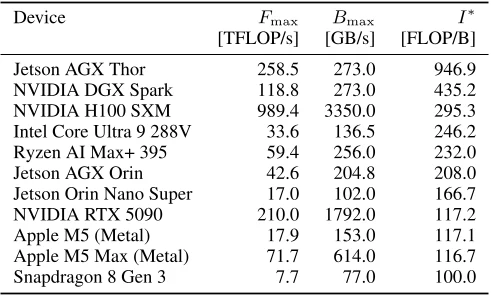 Device F_max B_max I*
[TFLOP/s] [GB/s] [FLOP/B]
Jetson AGX Thor 258.5 273.0 946.9
NVIDIA DGX Spark 118.8 273.0 435.2
NVIDIA H100 SXM 989.4 3350.0 295.3
Intel Core Ultra 9 288V 33.6 136.5 246.2
Ryzen AI Max+ 395 59.4 256.0 232.0
Jetson AGX Orin 42.6 204.8 208.0
Jetson Orin Nano Super 17.0 102.0 166.7
NVIDIA RTX 5090 210.0 1792.0 117.2
Apple M5 (Metal) 17.9 153.0 117.1
Apple M5 Max (Metal) 71.7 614.0 116.7
Snapdragon 8 Gen 3 7.7 77.0 100.0